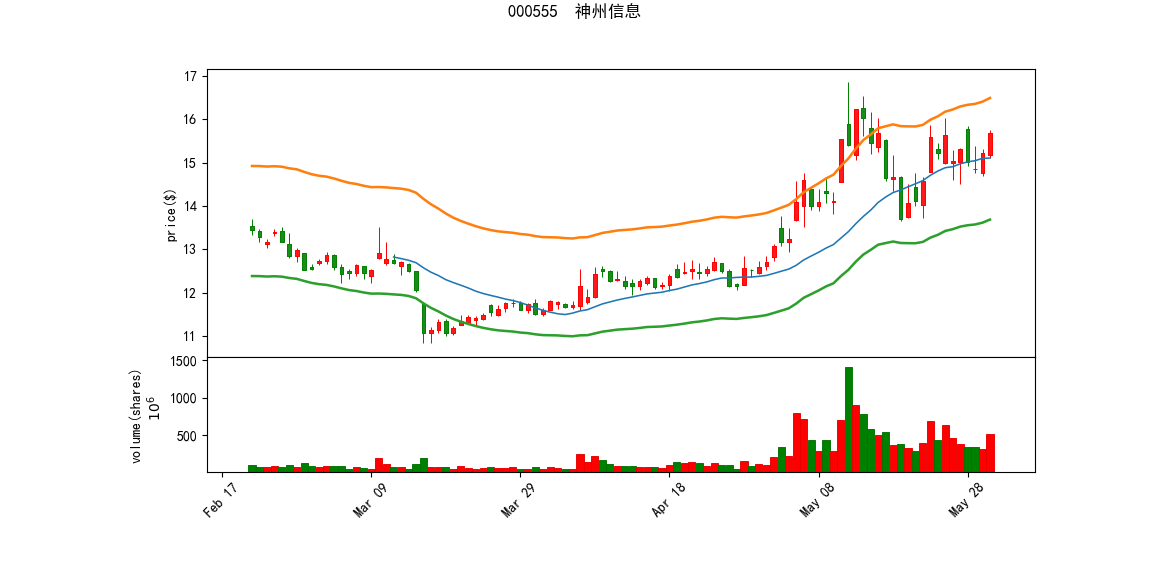 000555  神州信息
price($)
17
16
15
14
13
12
11
volume(shares)
10^6
1500
1000
500
Feb 17
Mar 09
Mar 29
Apr 18
May 08
May 28